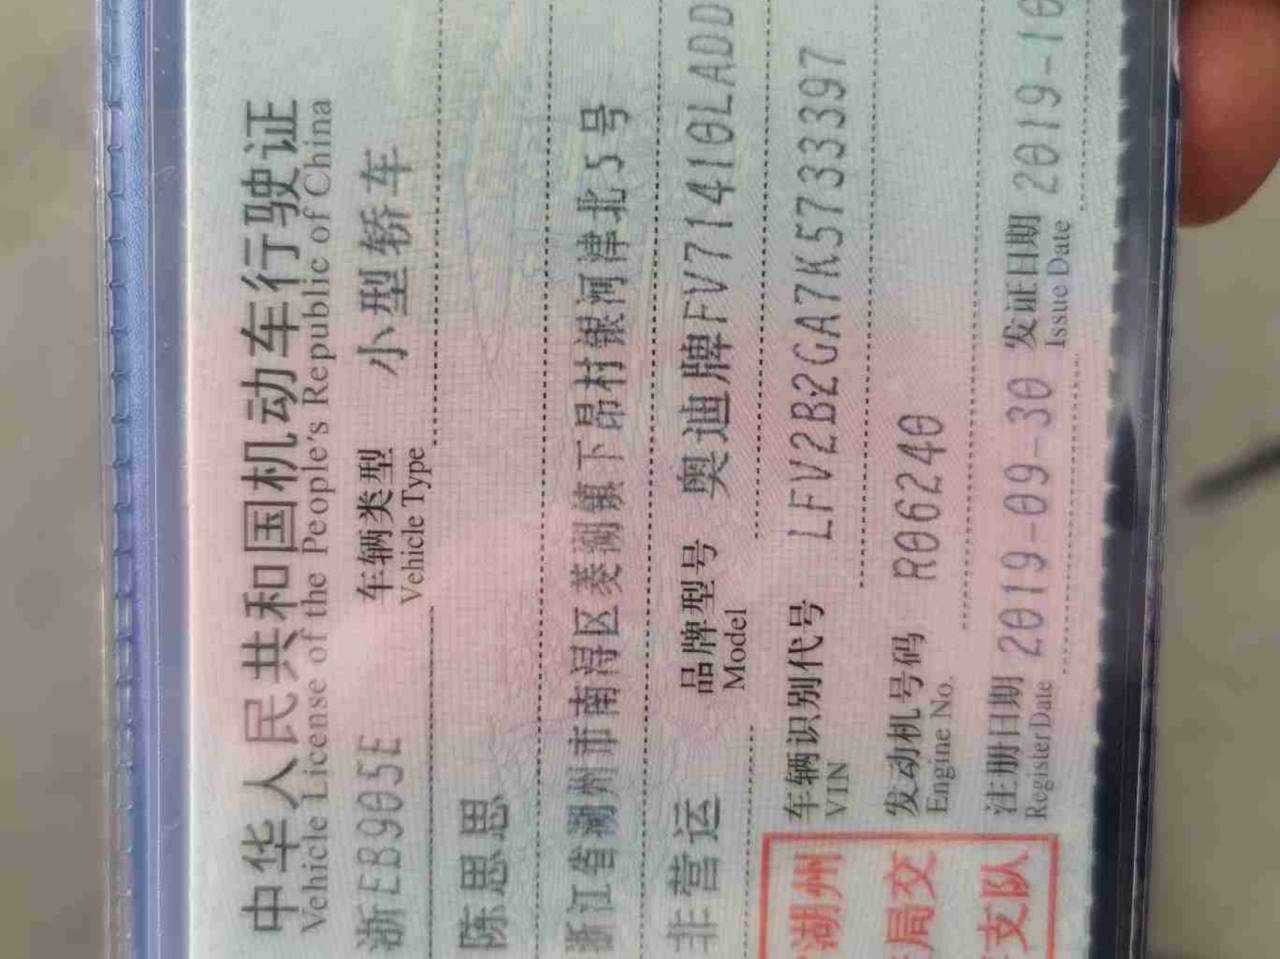 中华人民共和国机动车行驶证
Vehicle License of the People's Republic of China
浙EB905E 车辆类型 小型轿车
Vehicle Type
陈思思
浙江省湖州市南浔区菱湖镇下昂村银河津北5号
非营运 品牌型号 奥迪牌FV71410LADD
Model
车辆识别代号 LFV2B2GA7K5733397
VIN
发动机号码 R06240
Engine No.
注册日期 2019-09-30 发证日期 2019-10
Register Date Issue Date
湖州
局交
支队